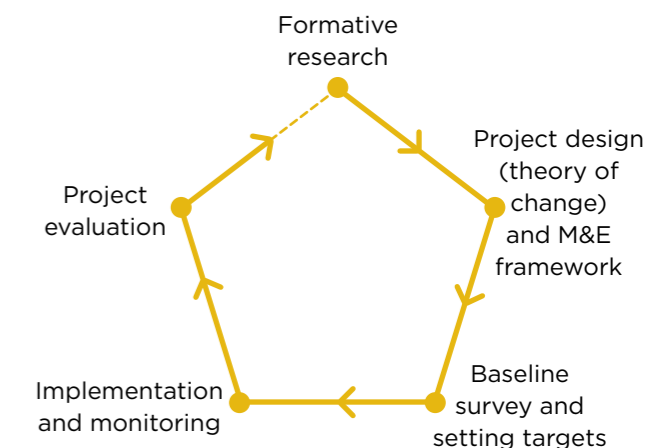 Formative
research
Project design
(theory of
change)
and M&E
framework
Baseline
survey and
setting targets
Implementation
and monitoring
Project
evaluation